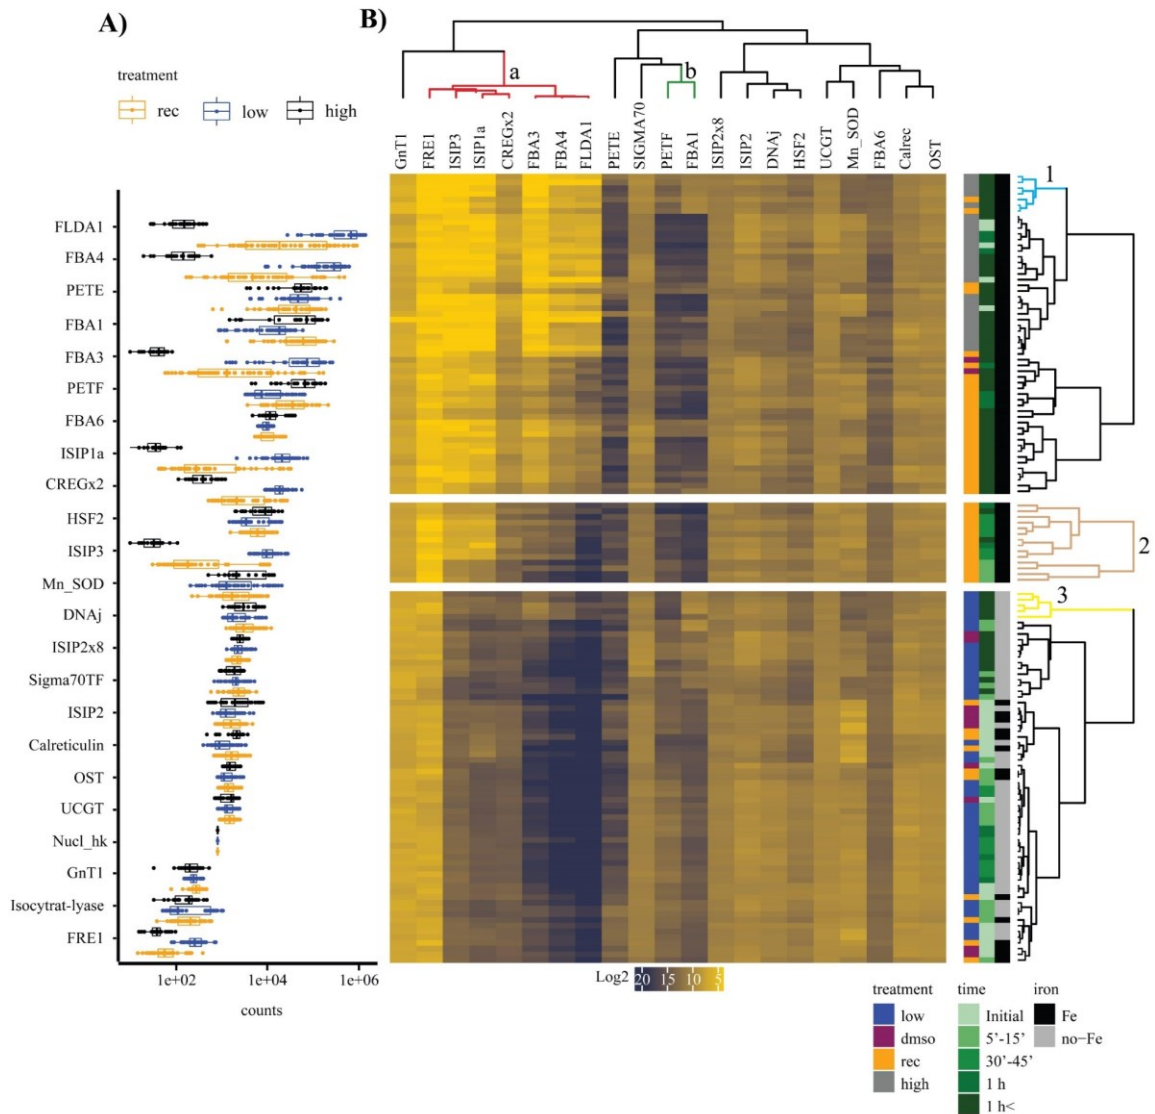 A)
B)
treatment
rec low high
a
b
GnT1
FRE1
ISIP3
ISIP1a
CREGx2
FBA3
FBA4
FLDA1
PETE
SIGMA70
PETF
FBA1
ISIP2x8
ISIP2
DNAj
HSF2
UCGT
Mn_SOD
FBA6
Calrec
OST
1
2
3
FLDA1
FBA4
PETE
FBA1
FBA3
PETF
FBA6
ISIP1a
CREGx2
HSF2
ISIP3
Mn_SOD
DNAj
ISIP2x8
Sigma70TF
ISIP2
Calreticulin
OST
UCGT
Nucl_hk
GnT1
Isocytrat-lyase
FRE1
1e+02 1e+04 1e+06
counts
Log2 20 15 10 5
treatment
low
dmso
rec
high
time
Initial
5’-15’
30’-45’
1 h
1 h<
iron
Fe
no−Fe